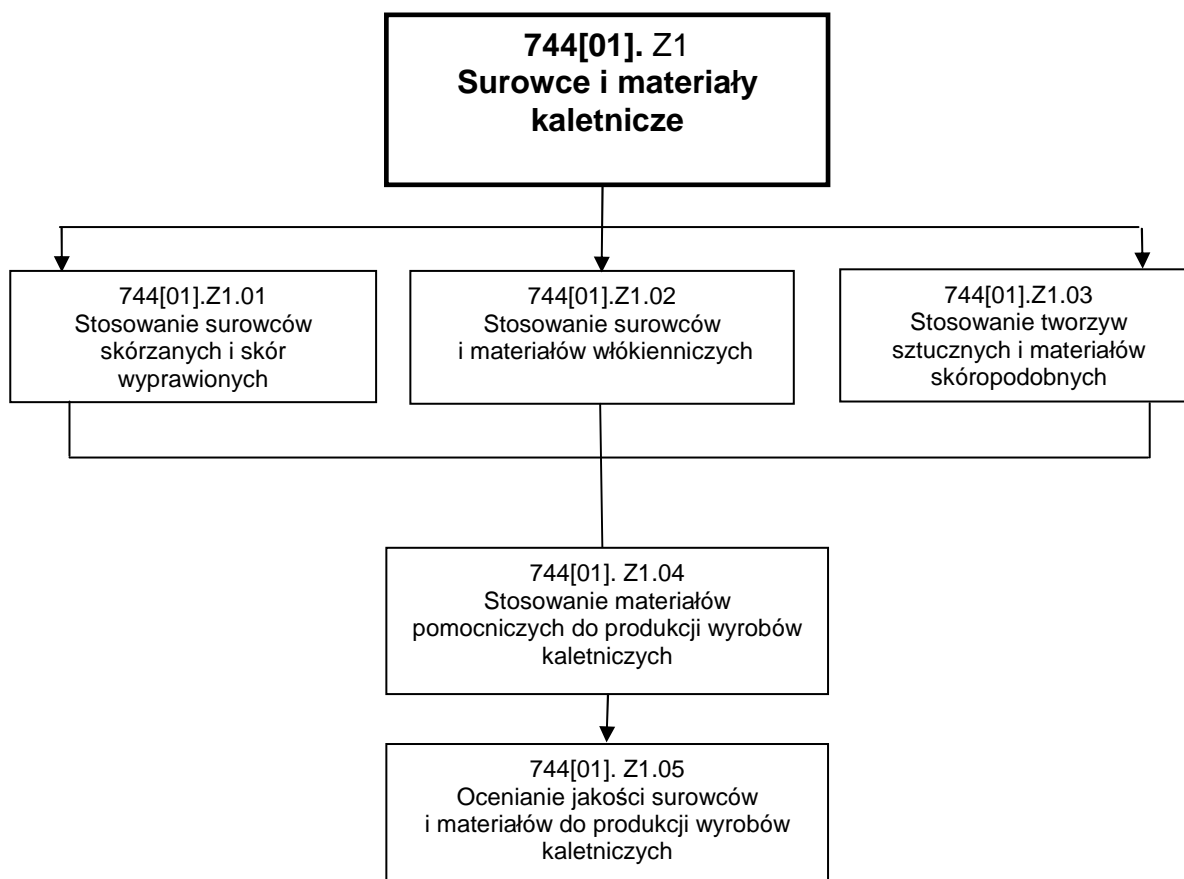 744[01]. Z1
Surowce i materiały
kaletnicze
744[01].Z1.01
Stosowanie surowców
skórzanych i skór
wyprawionych
744[01].Z1.02
Stosowanie surowców
i materiałów włókienniczych
744[01].Z1.03
Stosowanie tworzyw
sztucznych i materiałów
skóropodobnych
744[01]. Z1.04
Stosowanie materiałów
pomocniczych do produkcji wyrobów
kaletniczych
744[01]. Z1.05
Ocenianie jakości surowców
i materiałów do produkcji wyrobów
kaletniczych